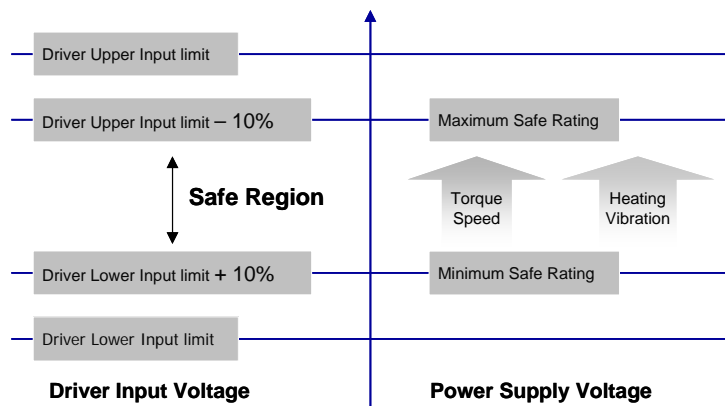 Driver Upper Input limit
Driver Upper Input limit – 10%
Maximum Safe Rating
Safe Region
Torque
Speed
Heating
Vibration
Driver Lower Input limit + 10%
Minimum Safe Rating
Driver Lower Input limit
Driver Input Voltage
Power Supply Voltage